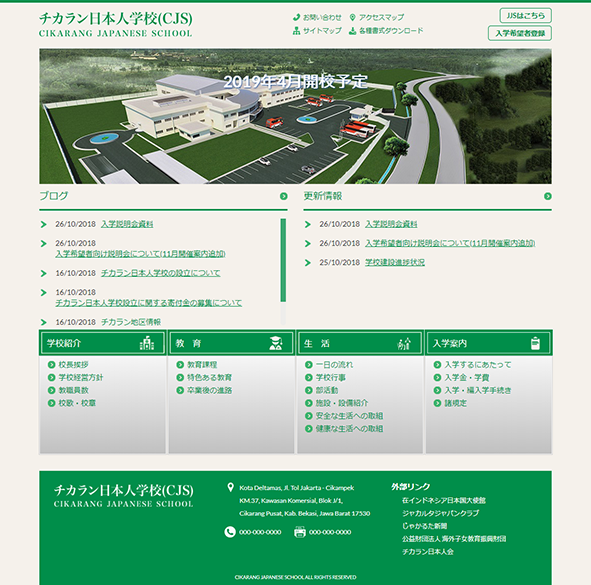 チカラン日本人学校(CJS)
CIKARANG JAPANESE SCHOOL
お問い合わせ アクセスマップ
サイトマップ 各種書式ダウンロード
JJSはこちら
入学希望者登録
2019年4月開校予定
ブログ
26/10/2018 入学説明会資料
26/10/2018
入学希望者向け説明会について(11月開催案内追加)
16/10/2018 チカラン日本人学校の設立について
16/10/2018
チカラン日本人学校設立に関する寄付金の募集について
16/10/2018 チカラン地区情報
更新情報
26/10/2018 入学説明会資料
26/10/2018 入学希望者向け説明会について(11月開催案内追加)
25/10/2018 学校建設進捗状況
学校紹介
校長挨拶
学校経営方針
教職員数
校歌・校章
教 育
教育課程
特色ある教育
卒業後の進路
生 活
一日の流れ
学校行事
部活動
施設・設備紹介
安全な生活への取組
健康な生活への取組
入学案内
入学するにあたって
入学金・学費
入学・編入学手続き
諸規定
チカラン日本人学校(CJS)
CIKARANG JAPANESE SCHOOL
Kota Deltamas, Jl. Tol Jakarta - Cikampek
KM.37, Kawasan Komersial, Blok J/1,
Cikarang Pusat, Kab. Bekasi, Jawa Barat 17530
000-000-0000 000-000-0000
外部リンク
在インドネシア日本国大使館
ジャカルタジャパンクラブ
じゃかるた新聞
公益財団法人 海外子女教育振興財団
チカラン日本人会
CIKARANG JAPANESE SCHOOL ALL RIGHTS RESERVED